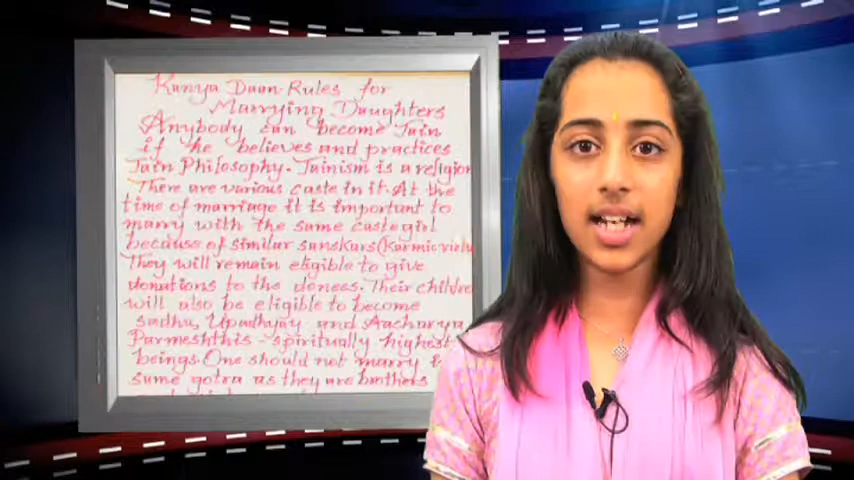 Kanya Daan Rules for
Marrying Daughters
Anybody can become Jain
if he believes and practices
Jain Philosophy. Jainism is a religion
There are various caste in it. At the
time of marriage it is important to
marry with the same caste girl
because of similar sanskars (Karmic
They will remain eligible to give
donations to the donees. Their children
will also be eligible to become
sadhu, Upadhyay and Aacharya
Parmeshthis - spiritually highest
beings. One should not marry
same gotra as they are brothers